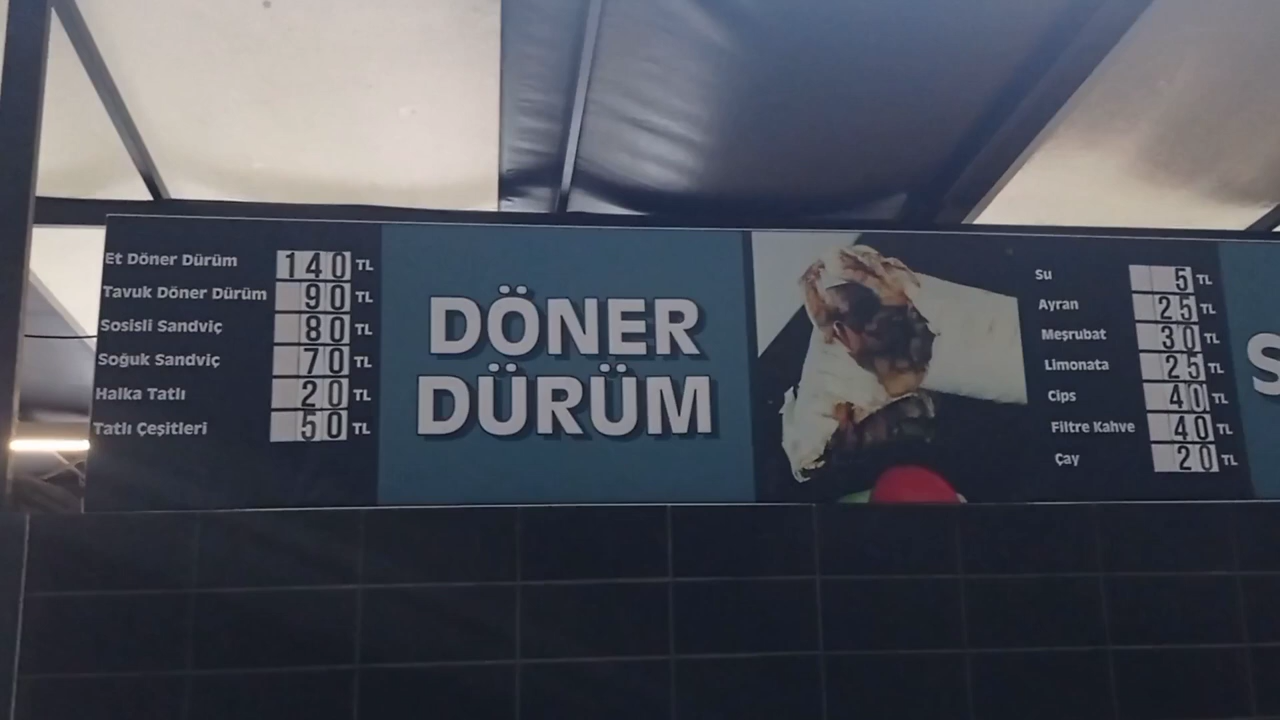 Et Döner Dürüm 140 TL
Tavuk Döner Dürüm 90 TL
Sosisli Sandviç 80 TL
Soğuk Sandviç 70 TL
Halka Tatlı 20 TL
Tatlı Çeşitleri 50 TL
DÖNER
DÜRÜM
Su 5 TL
Ayran 25 TL
Meşrubat 30 TL
Limonata 25 TL
Cips 40 TL
Filtre Kahve 40 TL
Çay 20 TL
S